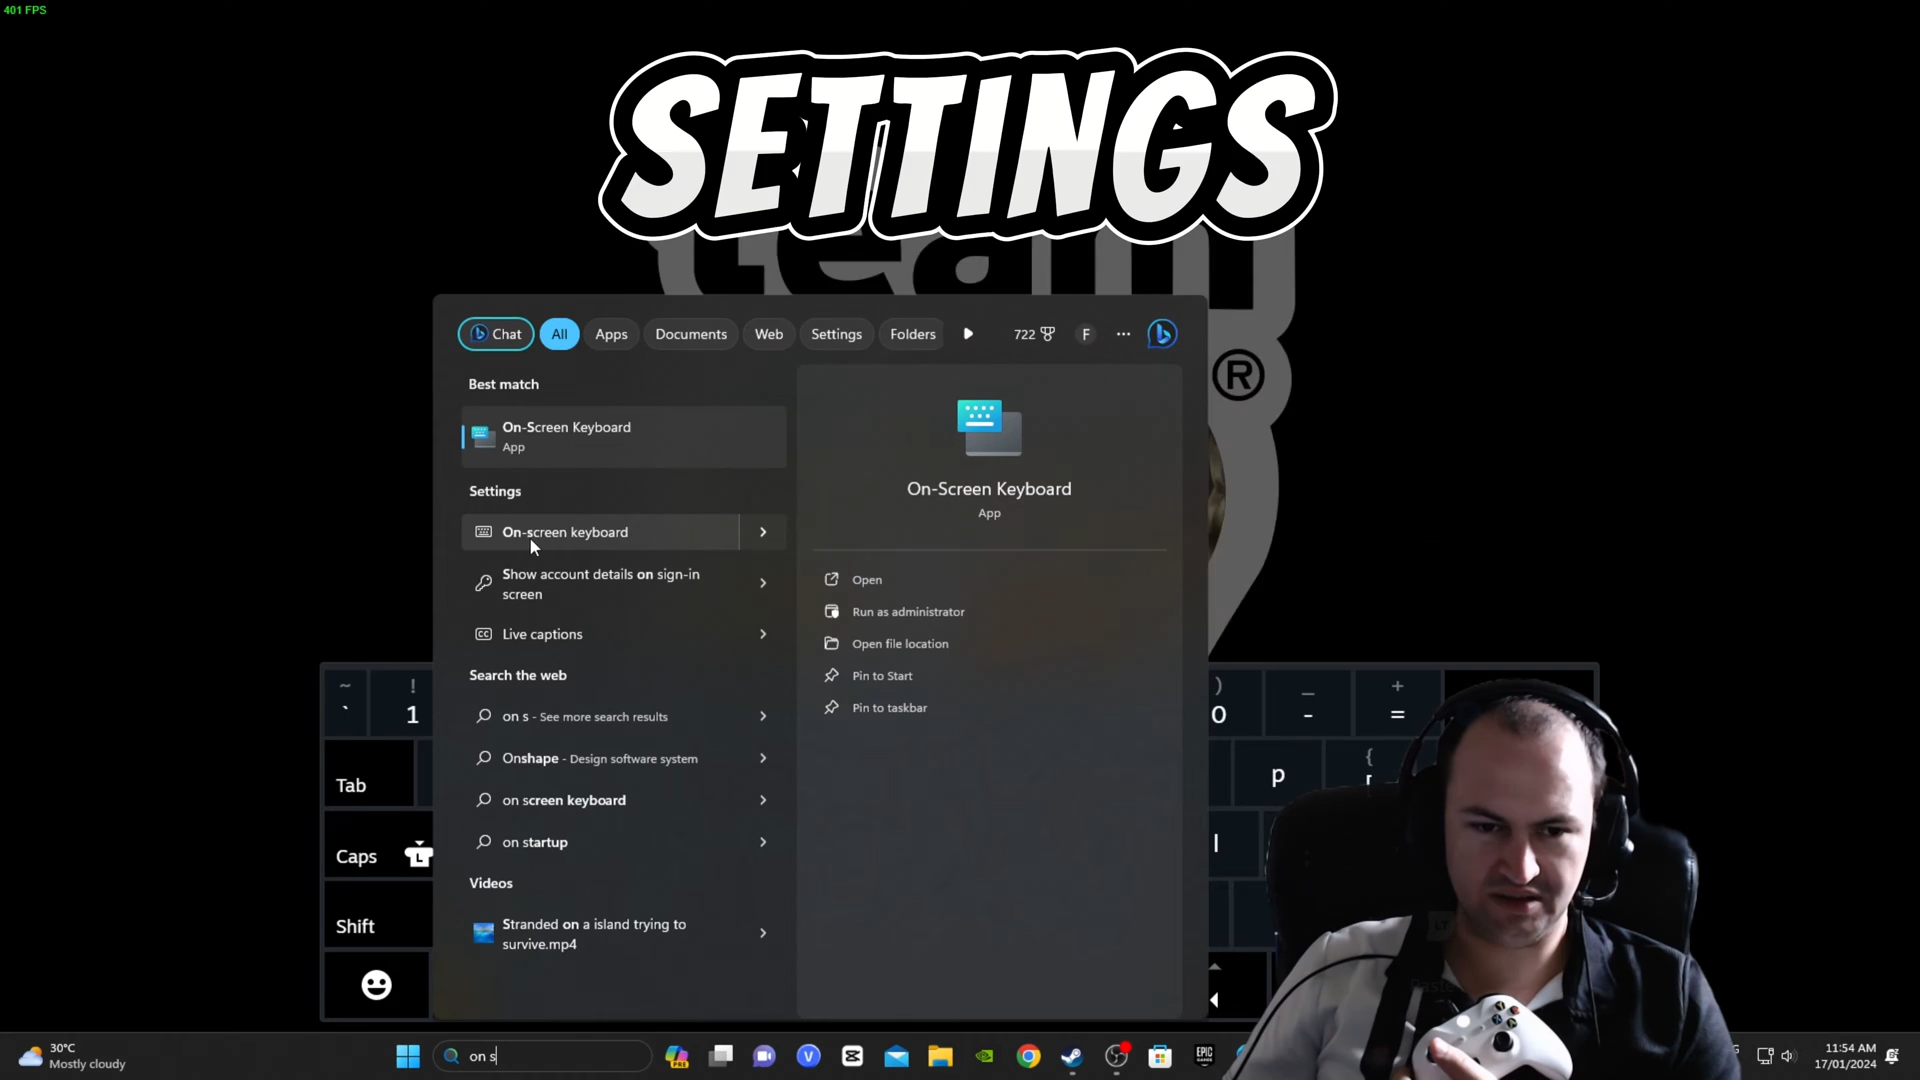 401 FPS
SETTINGS
team
®
Chat
All
Apps
Documents
Web
Settings
Folders
722
F
Best match
On-Screen Keyboard
App
Settings
On-screen keyboard
Show account details on sign-in
screen
Live captions
Search the web
on s - See more search results
Onshape - Design software system
on screen keyboard
on startup
Videos
Stranded on a island trying to
survive.mp4
On-Screen Keyboard
App
Open
Run as administrator
Open file location
Pin to Start
Pin to taskbar
~ ! ) _ +
` 1 0 - =
Tab p { [
Caps L l
Shift
30°C
Mostly cloudy
on s
PRE
V
EPIC
GAMES
11:54 AM
17/01/2024